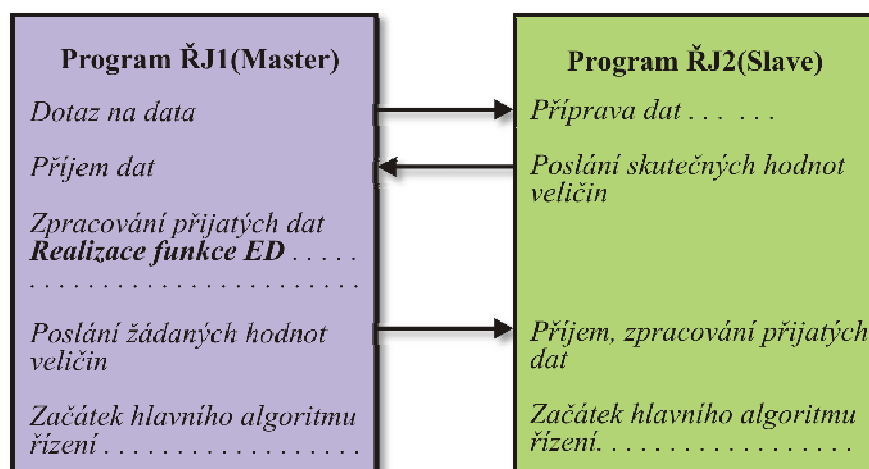 Program ŘJ1(Master)
Dotaz na data
Příjem dat
Zpracování přijatých dat
Realizace funkce ED . . . . .
. . . . . . . . . . . . . . . . . . . . . .
Poslání žádaných hodnot
veličin
Začátek hlavního algoritmu
řízení . . . . . . . . . . . . . . . . .
Program ŘJ2(Slave)
Příprava dat . . .  . . .
Poslání skutečných hodnot
veličin
Příjem, zpracování přijatých
dat
Začátek hlavního algoritmu
řízení. . . . . . . . . . . . . . . . .